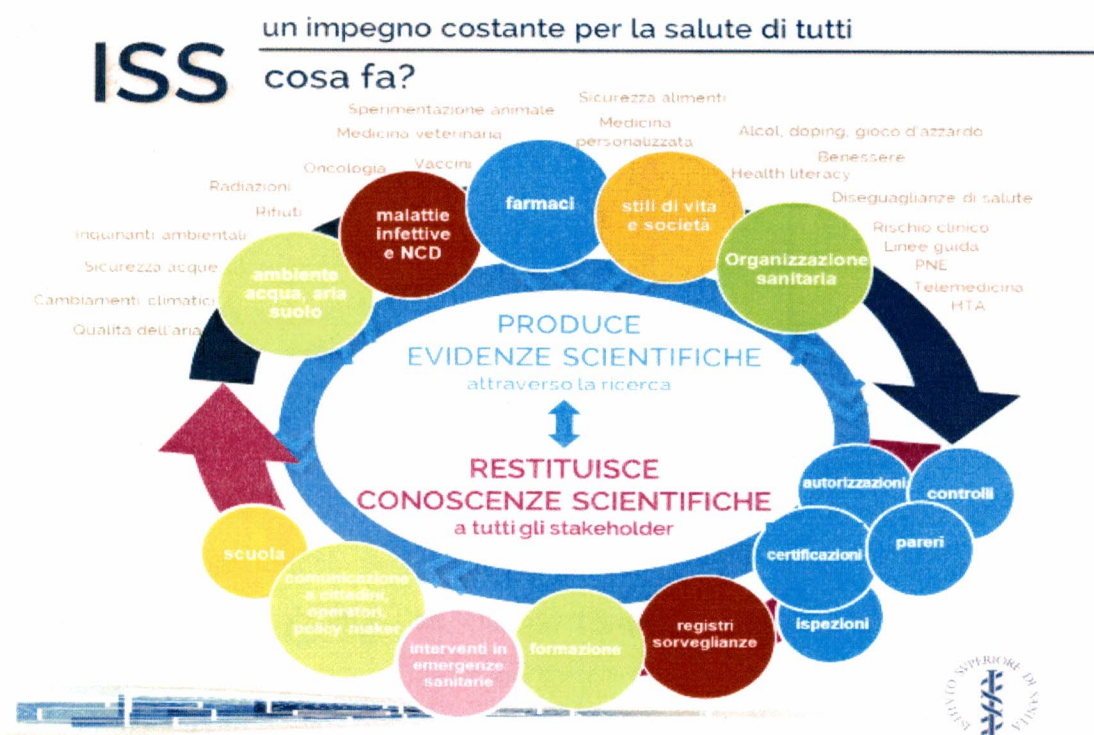 un impegno costante per la salute di tutti
ISS
cosa fa?
Sperimentazione animale
Sicurezza alimenti
Medicina veterinaria
Medicina
personalizzata
Alcol, doping, gioco d'azzardo
Oncologia
Vaccini
Benessere
Health literacy
Radiazioni
Diseguaglianze di salute
Rifiuti
Rischio clinico
Inquinanti ambientali
Linee guida
Sicurezza acque
PNE
Cambiamenti climatici
Telemedicina
Qualità dell'aria
HTA
ambiente
acqua, aria
suolo
malattie
infettive
e NCD
farmaci
stili di vita
e società
Organizzazione
sanitaria
PRODUCE
EVIDENZE SCIENTIFICHE
attraverso la ricerca
RESTITUISCE
CONOSCENZE SCIENTIFICHE
a tutti gli stakeholder
autorizzazioni
controlli
certificazioni
pareri
ispezioni
registri
sorveglianze
formazione
interventi in
emergenze
sanitarie
comunicazione
a cittadini,
operatori,
policy maker
scuola
ISTITVTO SVPERIORE DI SANITÀ